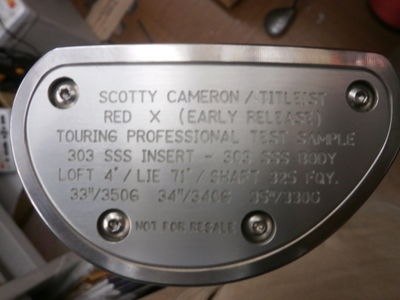 SCOTTY CAMERON / TITLEIST
RED X (EARLY RELEASE)
TOURING PROFESSIONAL TEST SAMPLE
303 SSS INSERT - 303 SSS BODY
LOFT 4° / LIE 71° / SHAFT 325 FQY.
33"/350G 34"/340G 35"/330G
NOT FOR RESALE